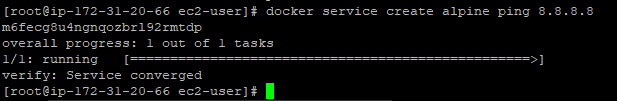 [root@ip-172-31-20-66 ec2-user]# docker service create alpine ping 8.8.8.8
m6fecg8u4ngnqozbrl92rmtdp
overall progress: 1 out of 1 tasks
1/1: running   [==================================================>]
verify: Service converged
[root@ip-172-31-20-66 ec2-user]#